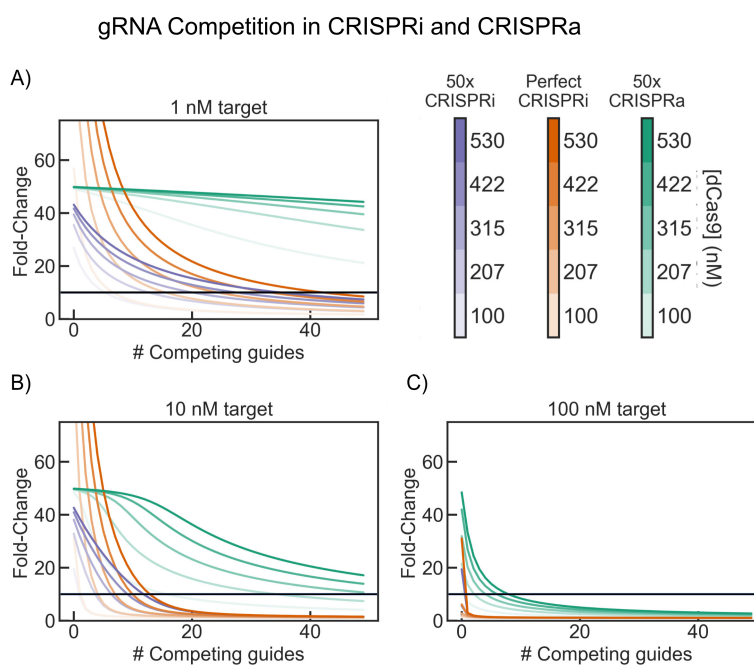 gRNA Competition in CRISPRi and CRISPRa
A)
1 nM target
Fold-Change
60
40
20
0
0
20
40
# Competing guides
50x
CRISPRi
530
422
315
207
100
Perfect
CRISPRi
530
422
315
207
100
50x
CRISPRa
530
422
315
207
100
[dCas9] (nM)
B)
10 nM target
Fold-Change
60
40
20
0
0
20
40
# Competing guides
C)
100 nM target
Fold-Change
60
40
20
0
0
20
40
# Competing guides